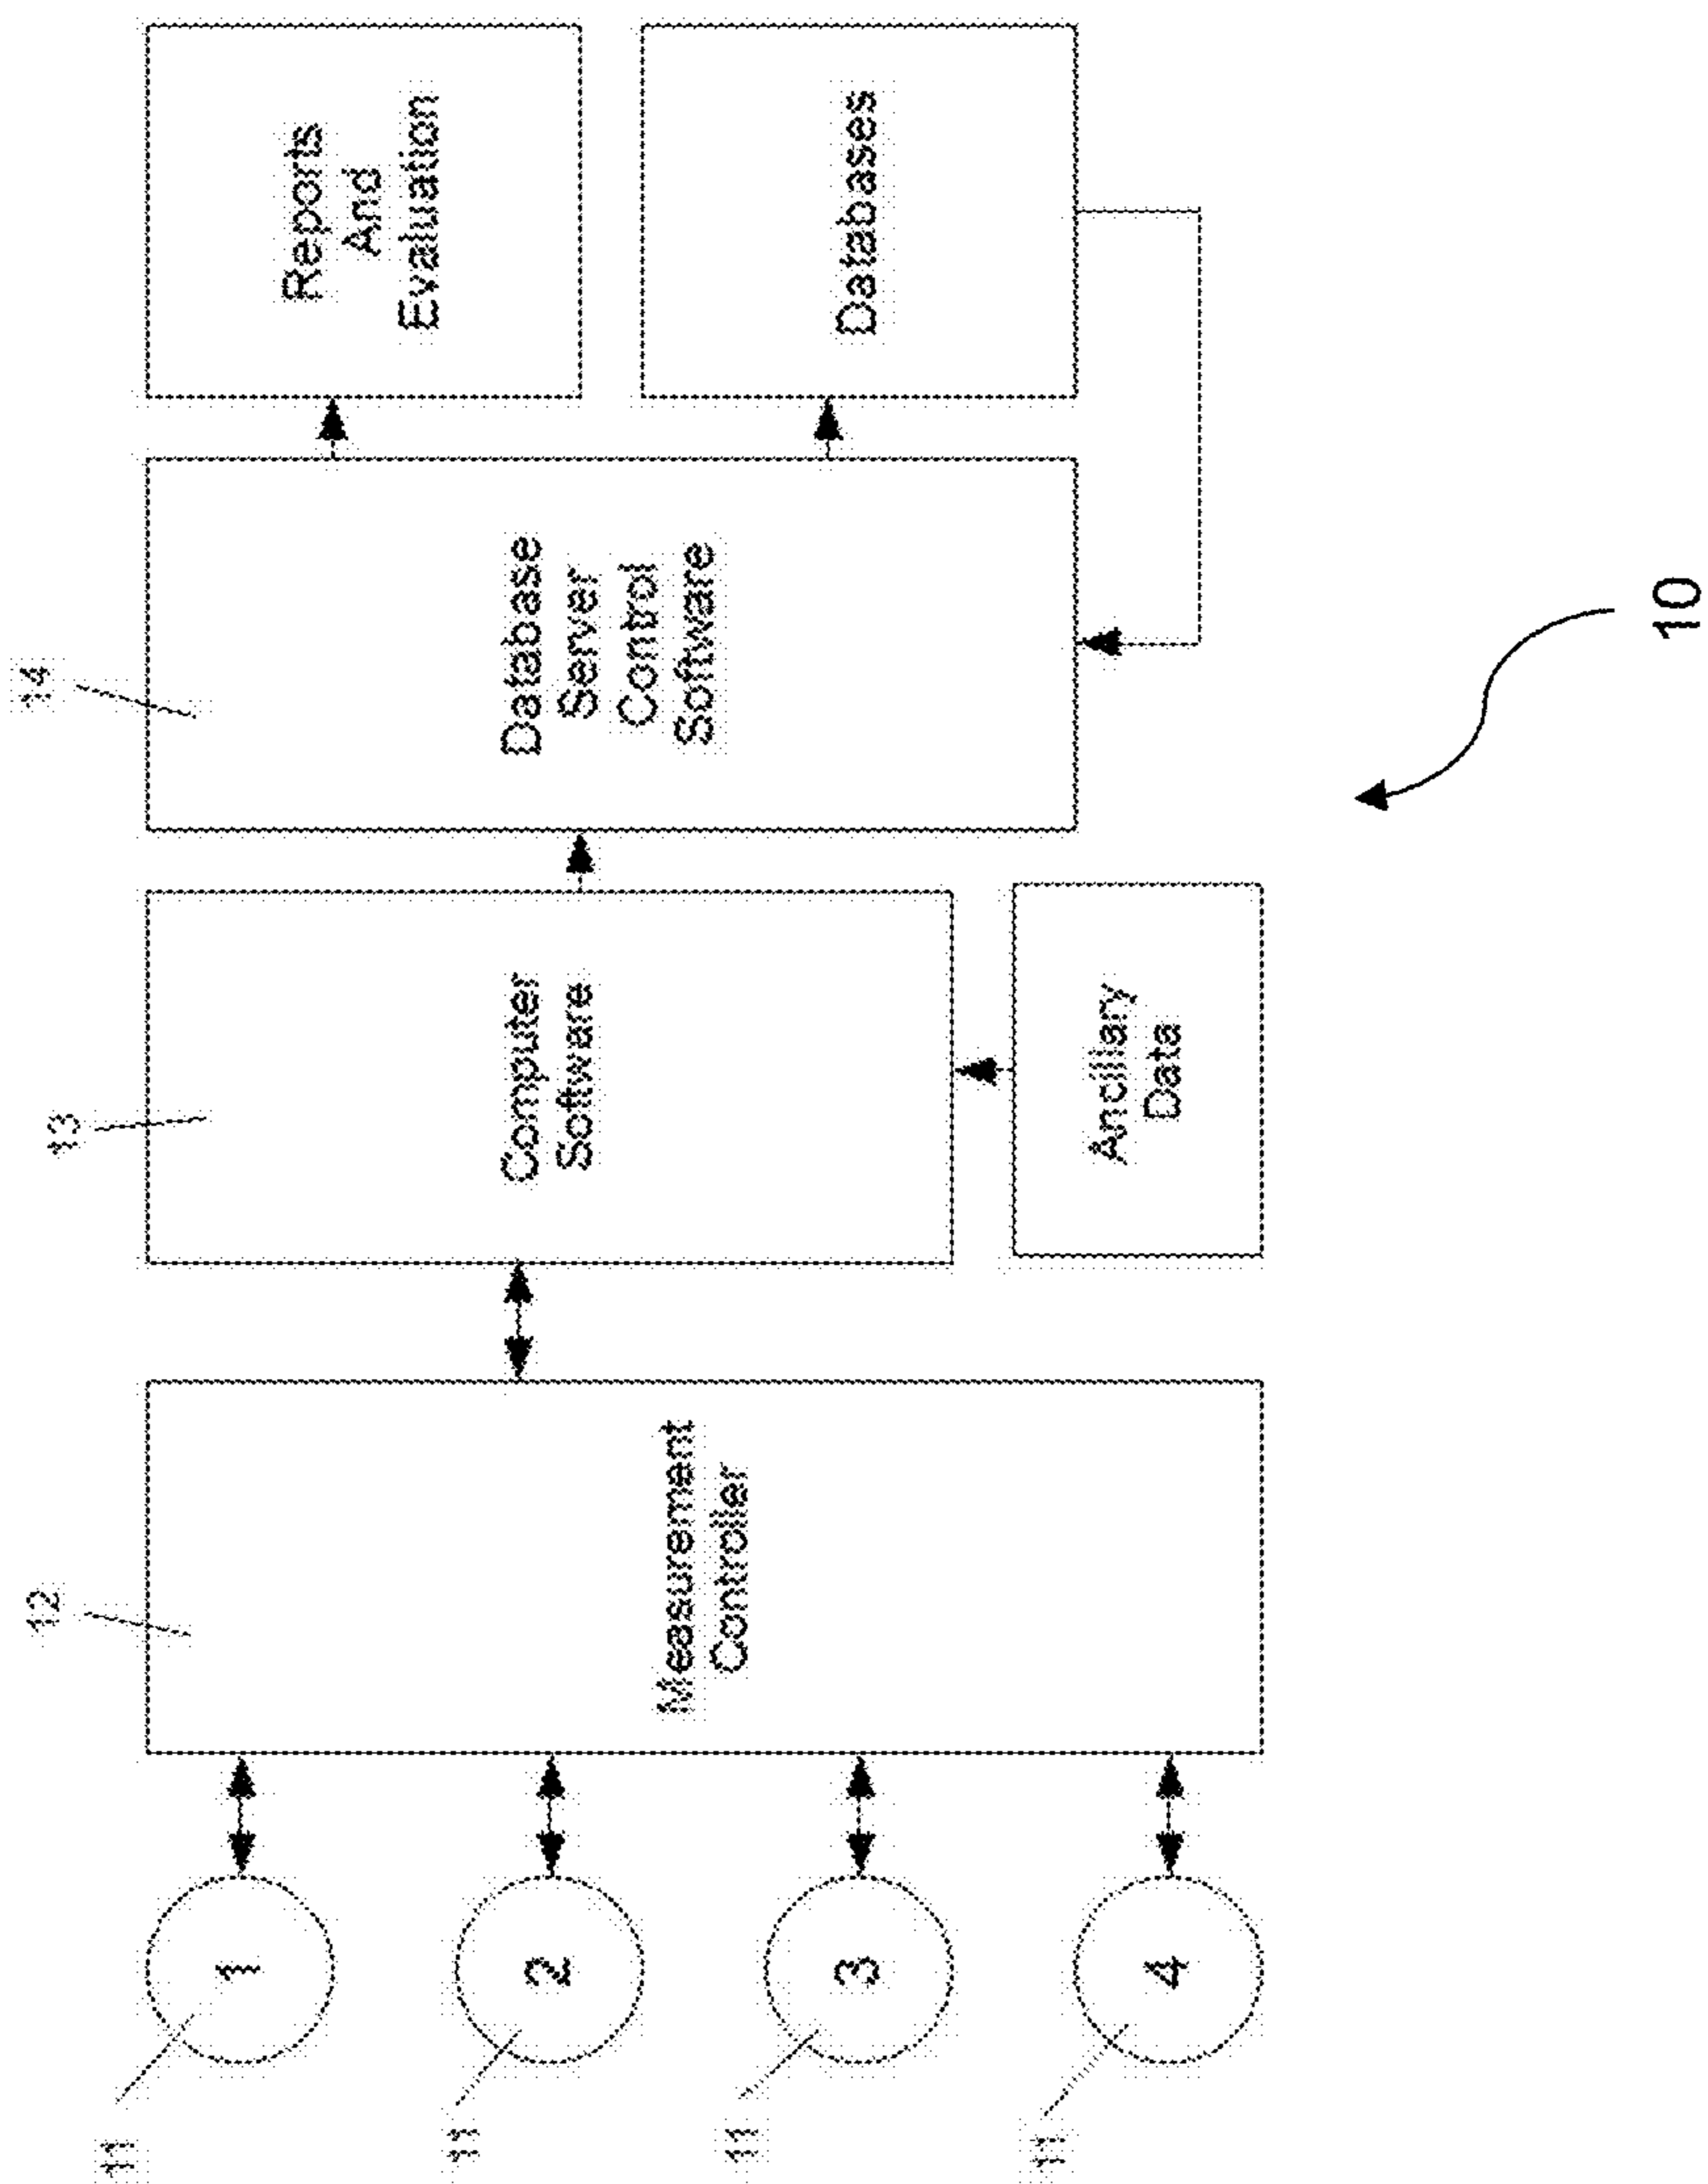 11
1
11
2
11
3
11
4
12
Measurement
Controller
13
Computer
Software
Ancillary
Data
14
Database
Server
Control
Software
Reports
And
Evaluation
Databases
10